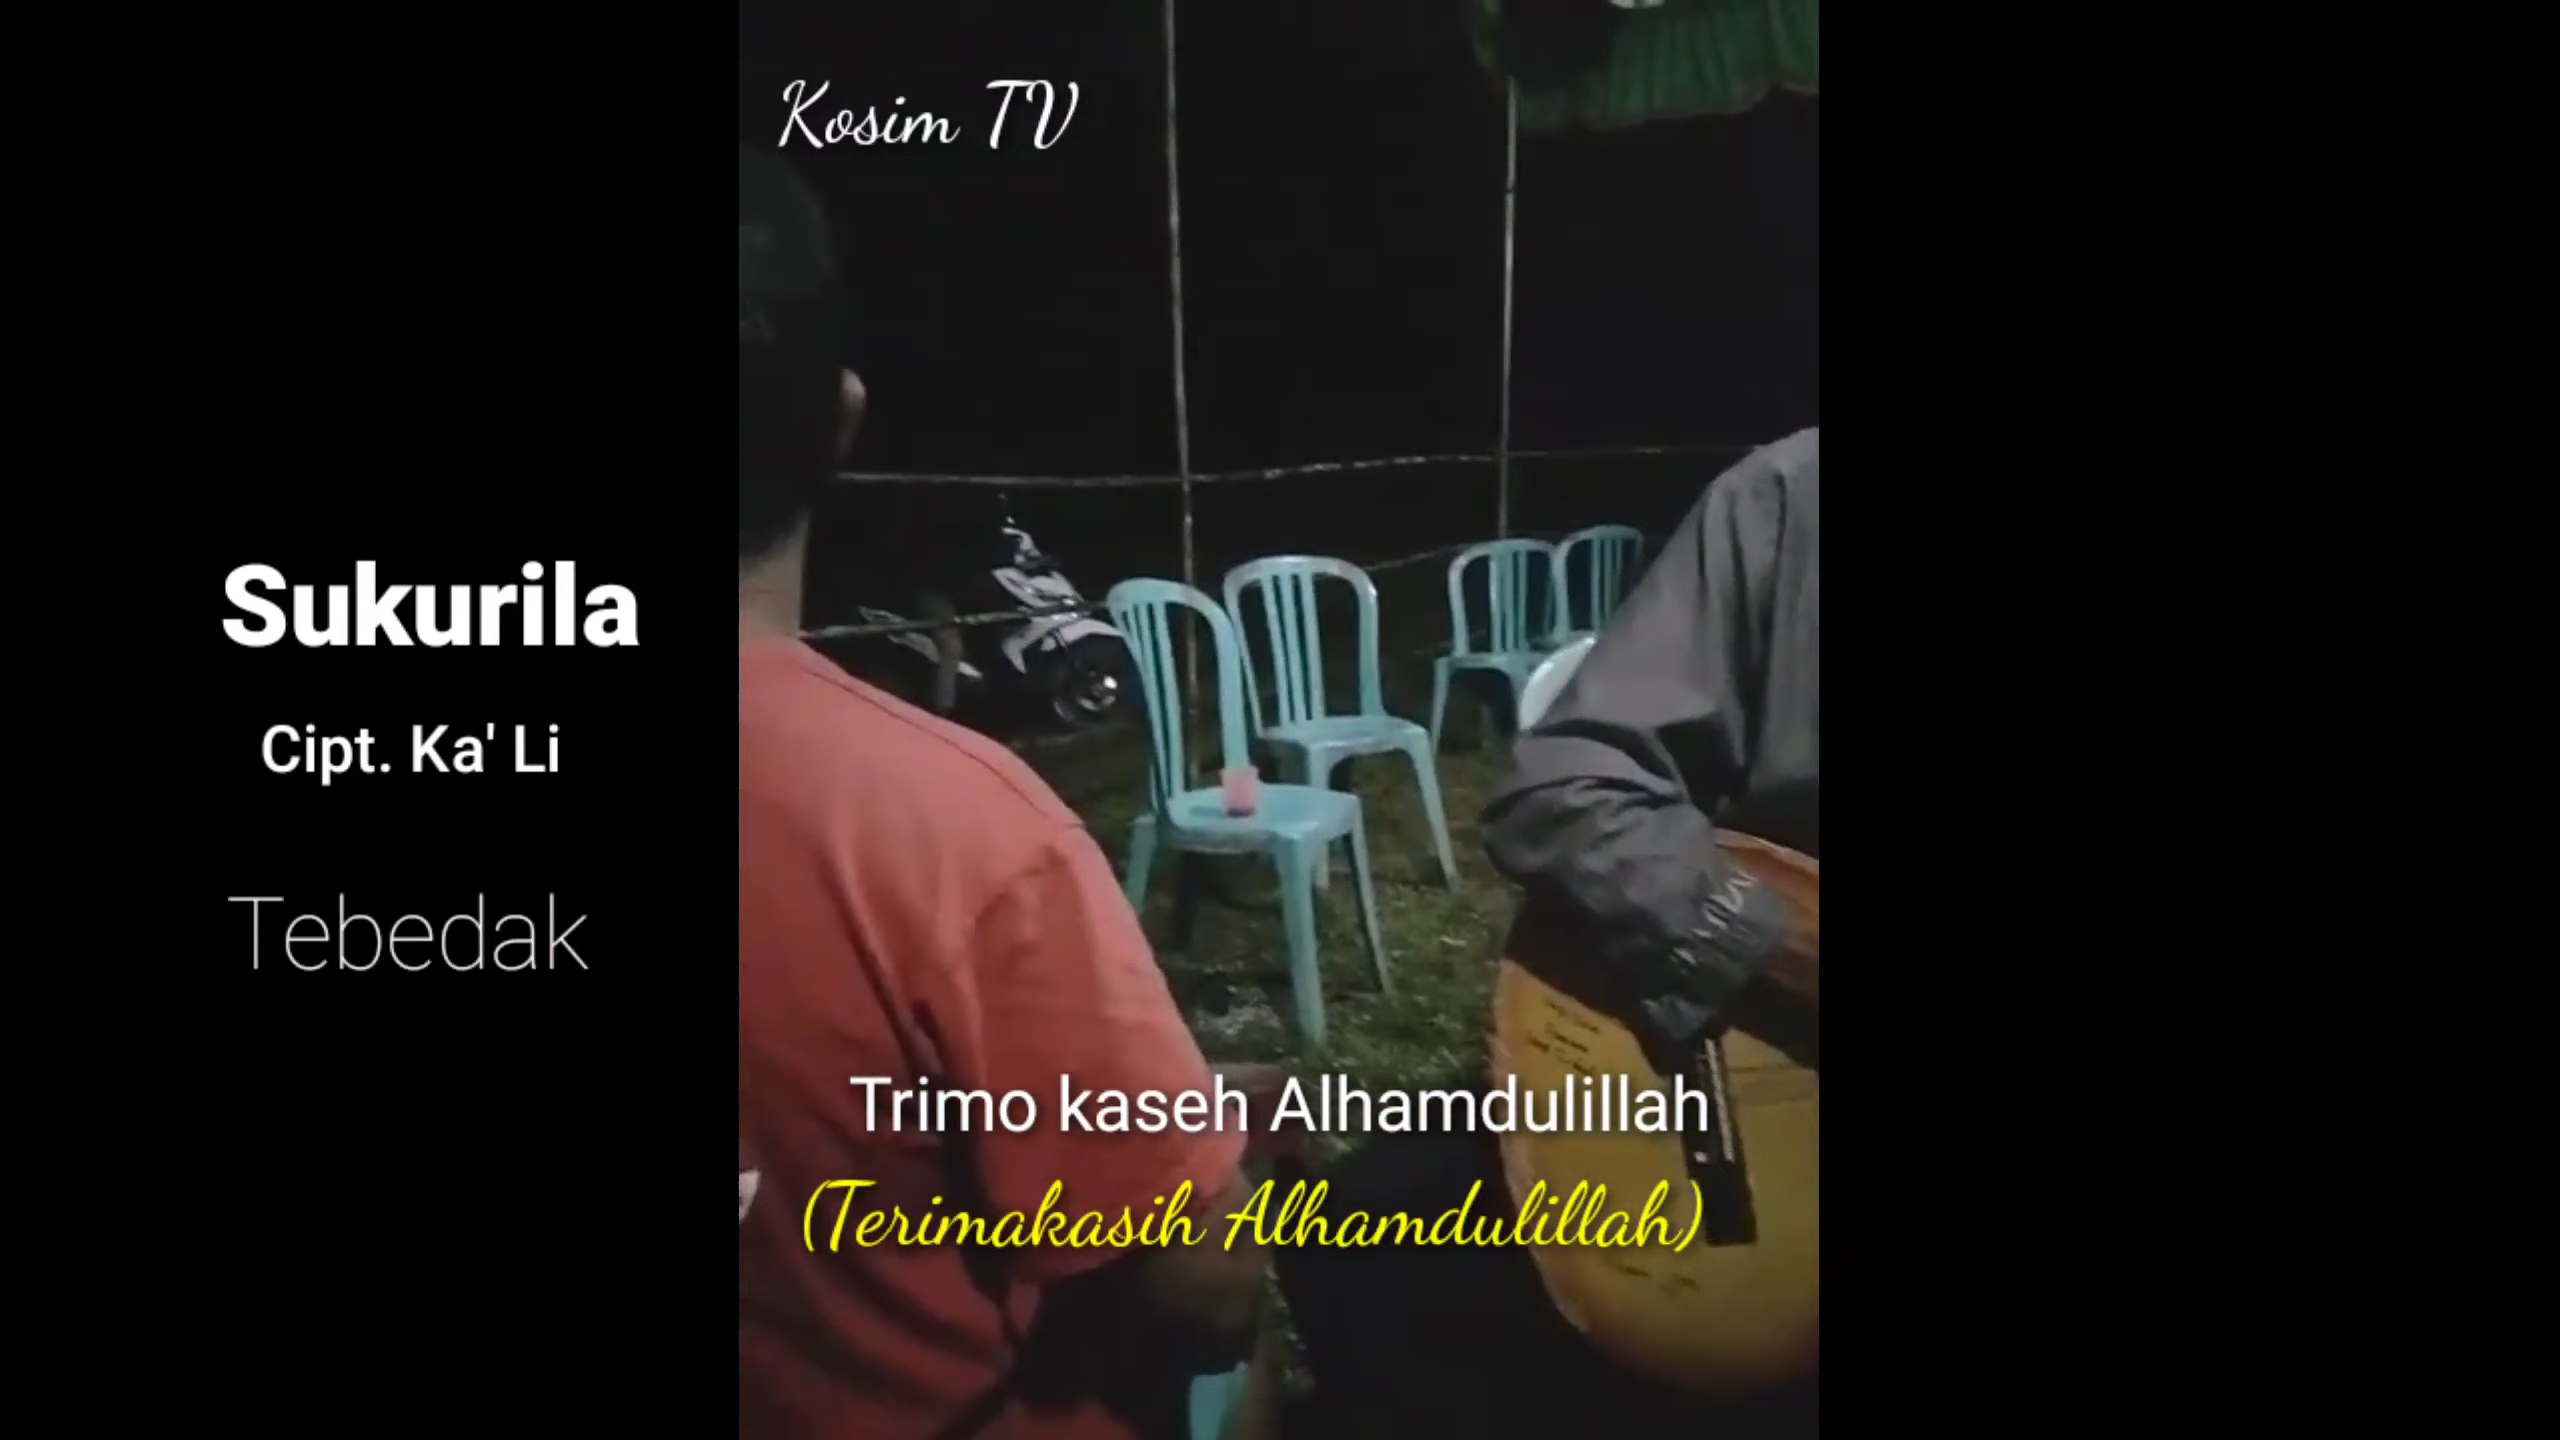 Kosim TV
Sukurila
Cipt. Ka' Li
Tebedak
Trimo kaseh Alhamdulillah
(Terimakasih Alhamdulillah)